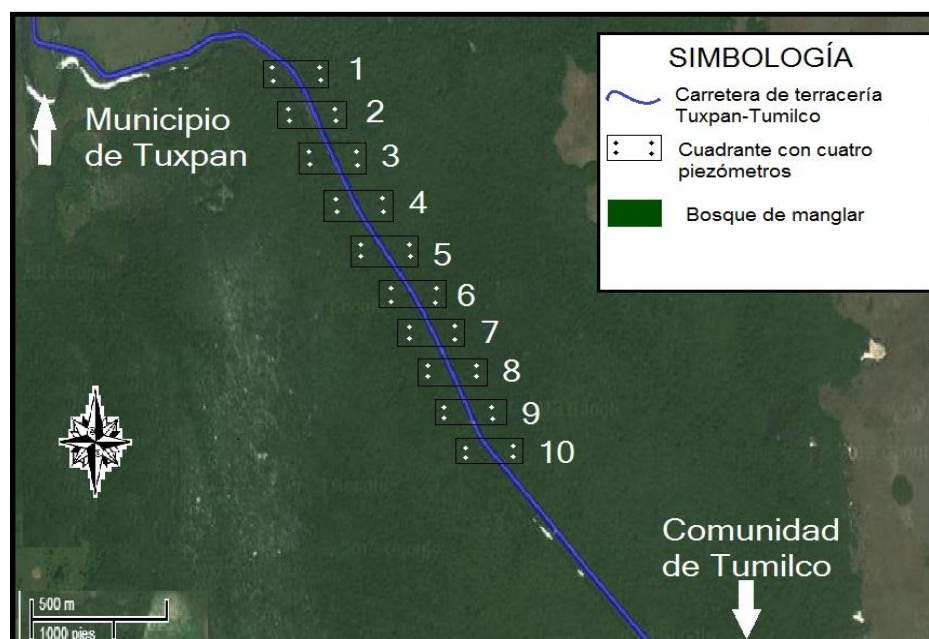 1
2
3
4
5
6
7
8
9
10
Municipio
de Tuxpan
SIMBOLOGÍA
Carretera de terracería
Tuxpan-Tumilco
Cuadrante con cuatro
piezómetros
Bosque de manglar
Comunidad
de Tumilco
500 m
1000 pies